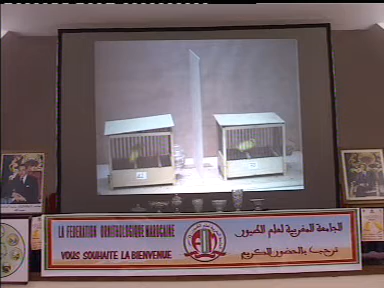 LA FEDERATION ORNITHOLOGIQUE MAROCAINE
VOUS SOUHAITE LA BIENVENUE
الجامعة المغربية لعلم الطيور
ترحب بالحضور الكريم